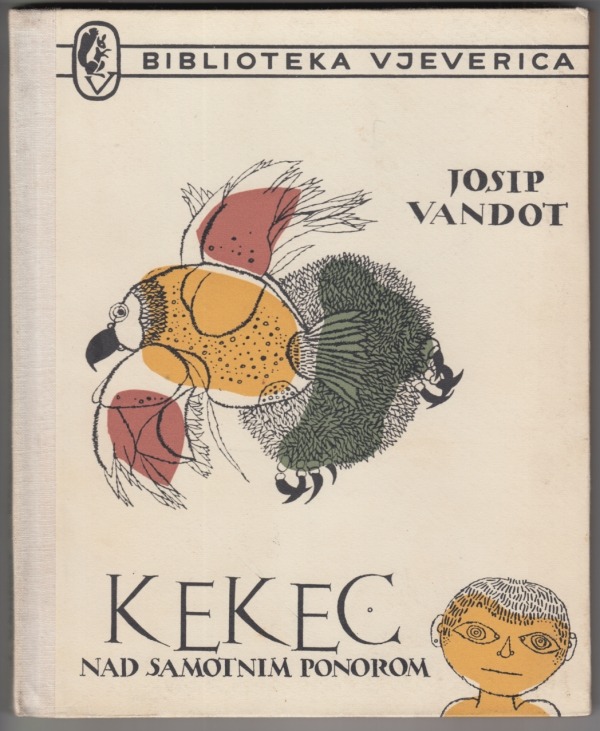 V
BIBLIOTEKA VJEVERICA
JOSIP
VANDOT
KEKEC
NAD SAMOTNIM PONOROM